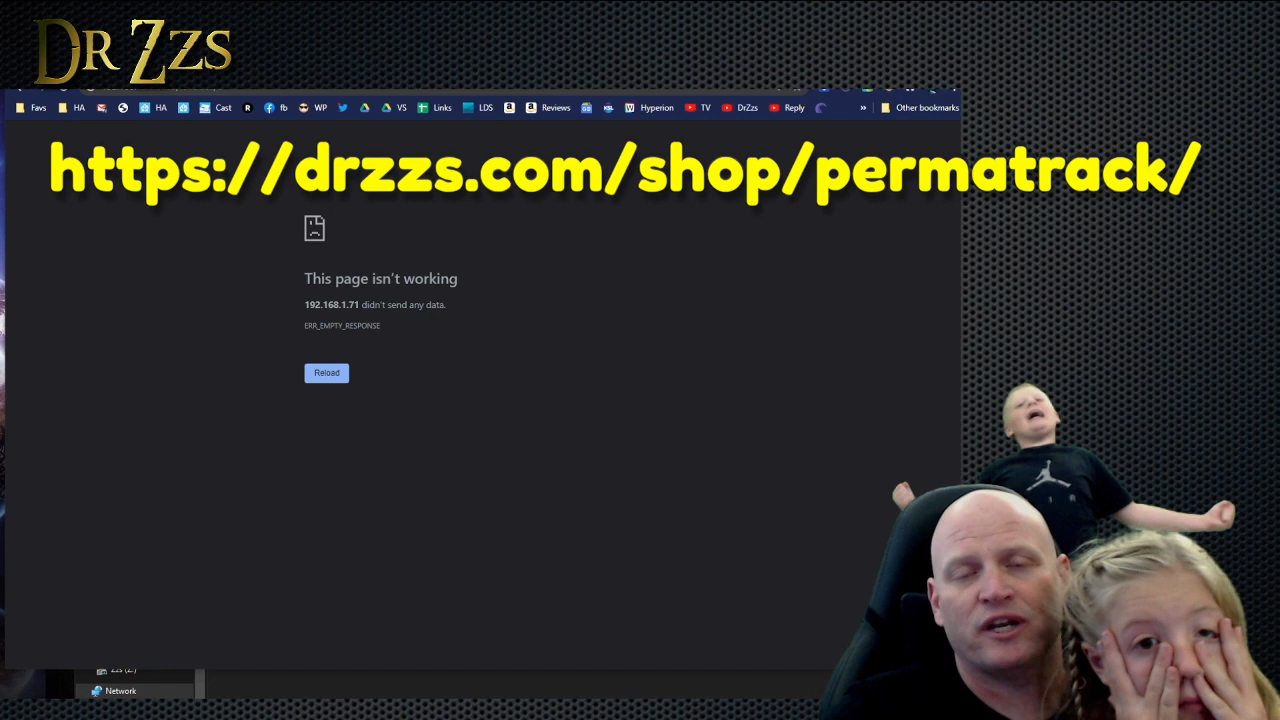 DR ZZS
Favs HA HA Cast fb WP VS Links LDS Reviews Hyperion TV DrZzs Reply » Other bookmarks
https://drzzs.com/shop/permatrack/
This page isn't working
192.168.1.71 didn't send any data.
ERR_EMPTY_RESPONSE
Reload
Zzs (Z:)
Network